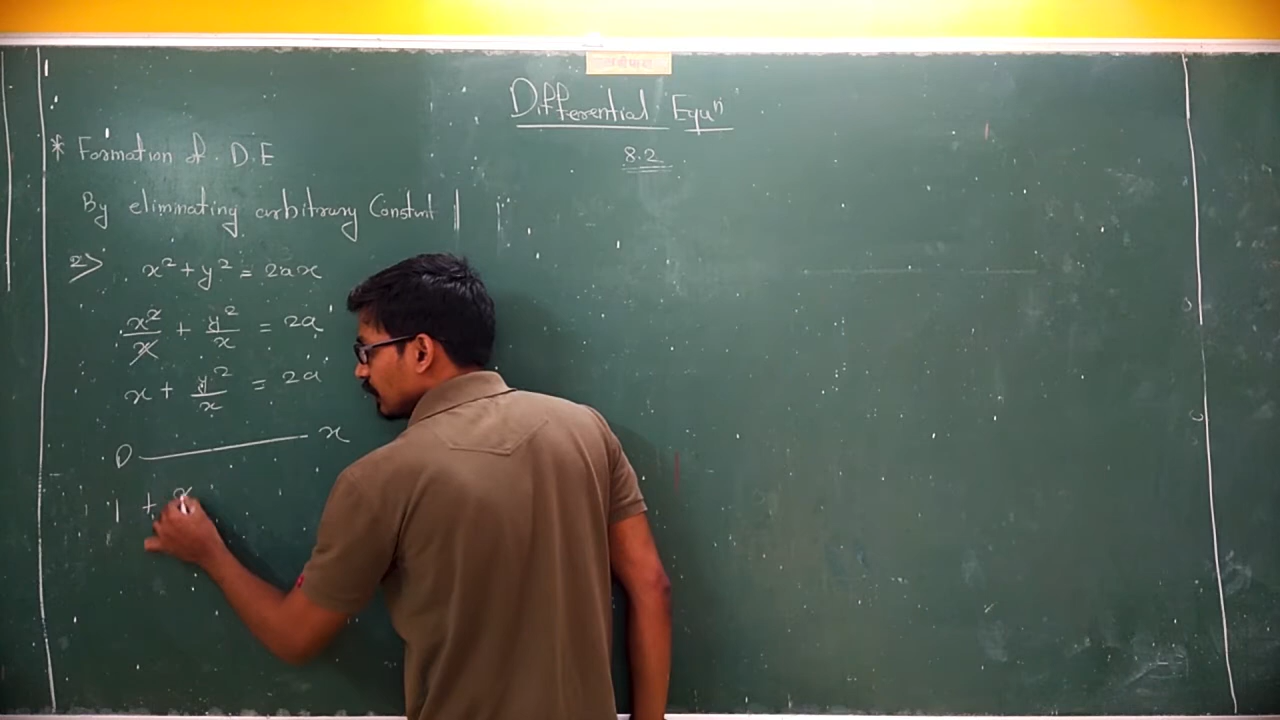 Differential Equⁿ
8.2
* Formation of D.E
By eliminating arbitrary Constant
2> x² + y² = 2ax
x²/x + y²/x = 2a
x + y²/x = 2a
D x
1 + x